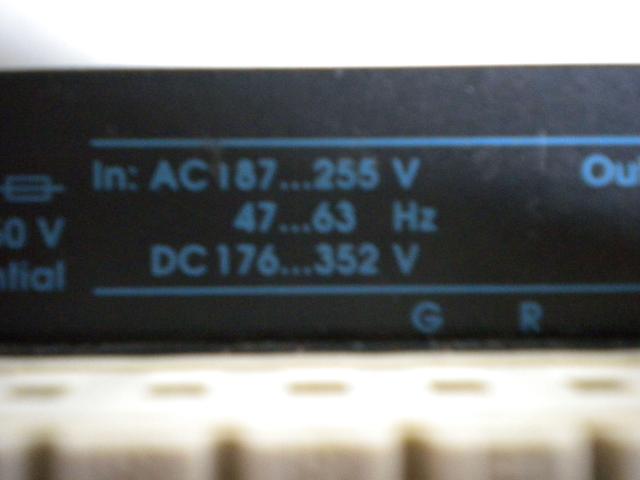 In: AC 187...255 V
47...63 Hz
DC 176...352 V
G R